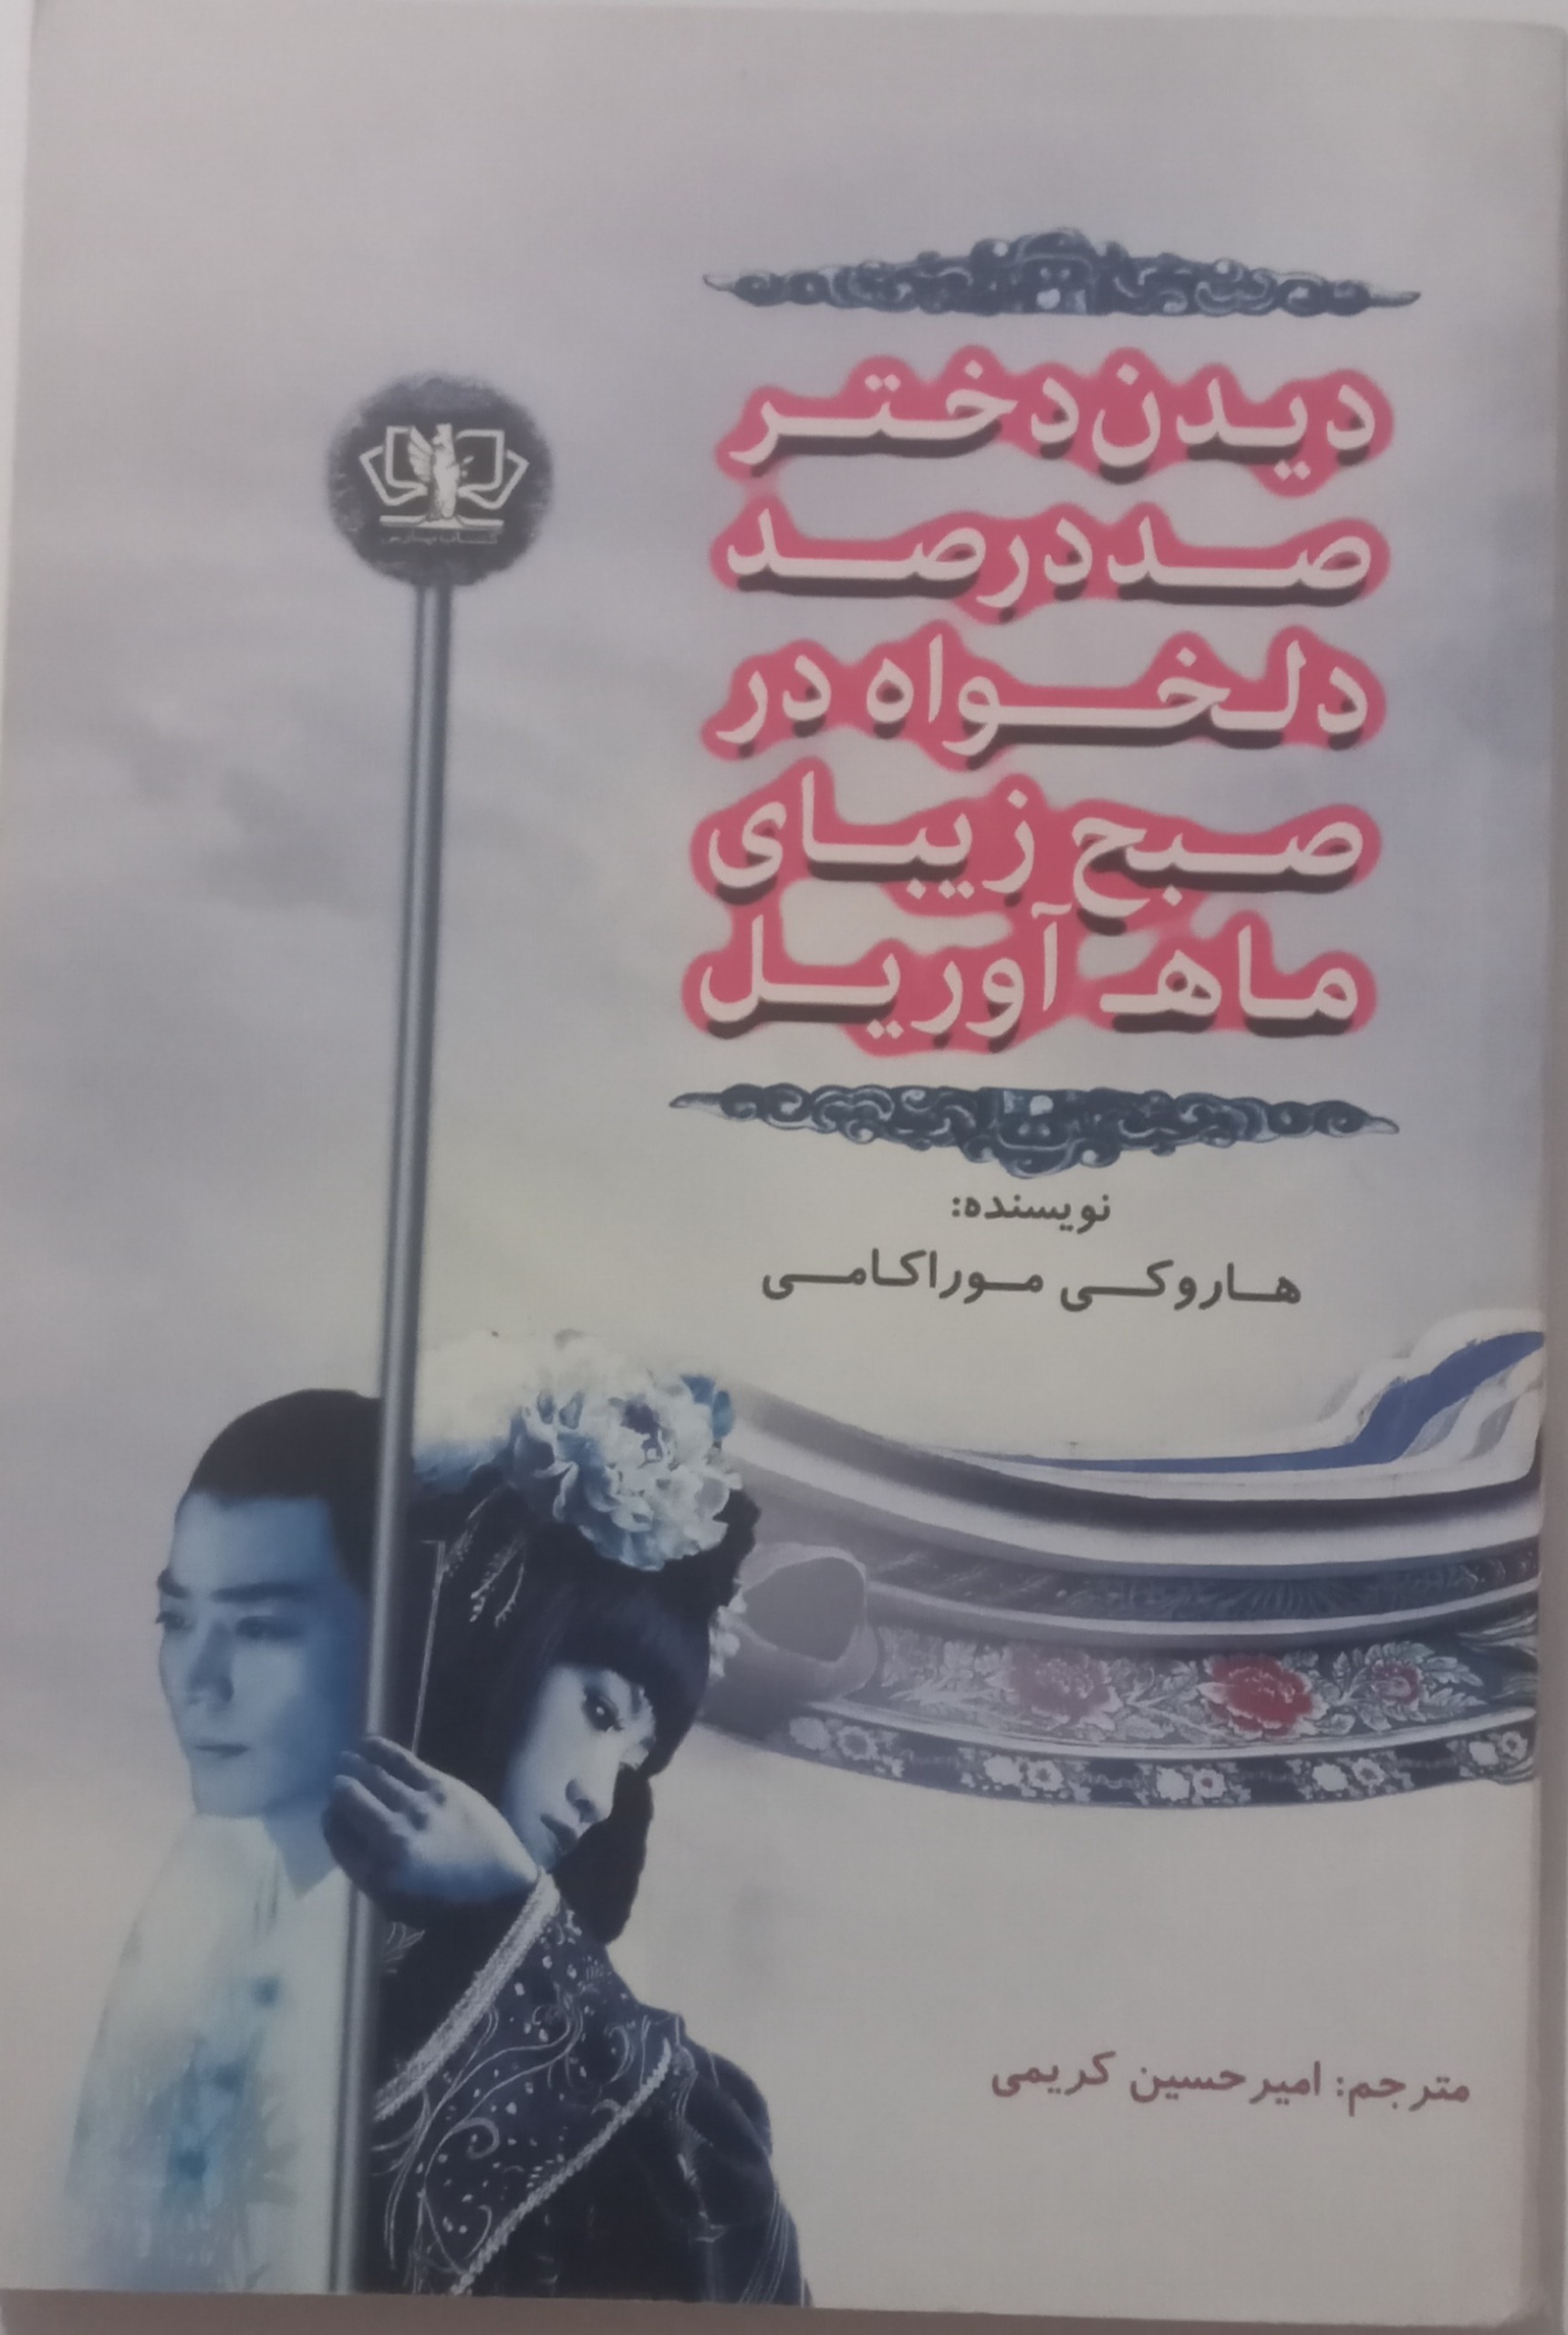 دیدن دختر
صد درصد
دلخواه در
صبح زیبای
ماه آوریل
نویسنده:
هاروکی موراکامی
مترجم: امیرحسین کریمی